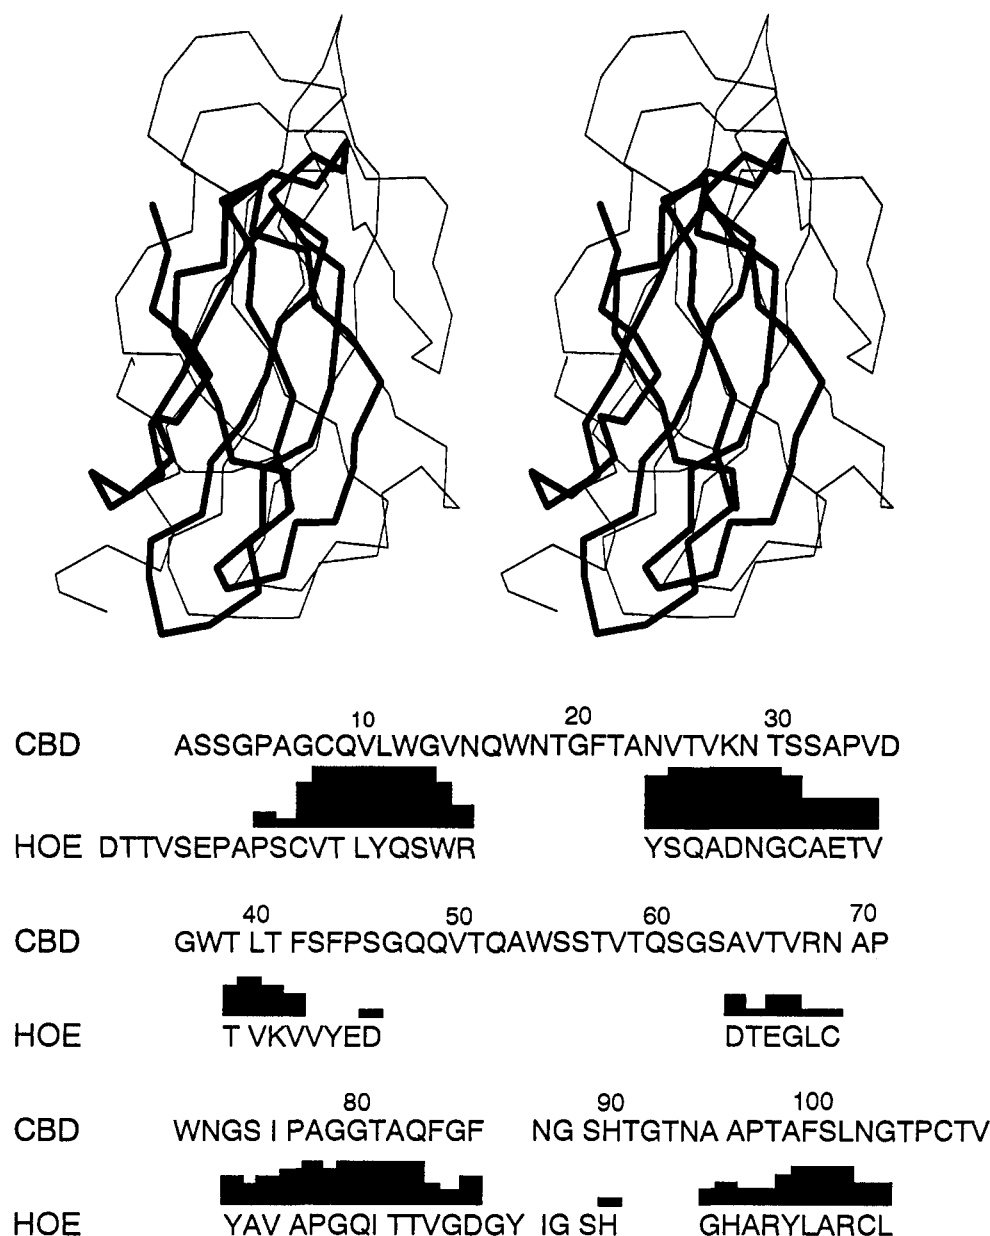 10 20 30
CBD ASSGPAGCQVLWGVNQWNTGFTANVTVKN TSSAPVD
HOE DTTVSEPAPSCVT LYQSWR YSQADNGCAETV
40 50 60 70
CBD GWT LT FSFPSGQQVTQAWSSTVTQSGSAVTVRN AP
HOE T VKVVYED DTEGLC
80 90 100
CBD WNGS I PAGGTAQFGF NG SHTGTNA APTAFSLNGTPCTV
HOE YAV APGQI TTVGDGY IG SH GHARYLARCL